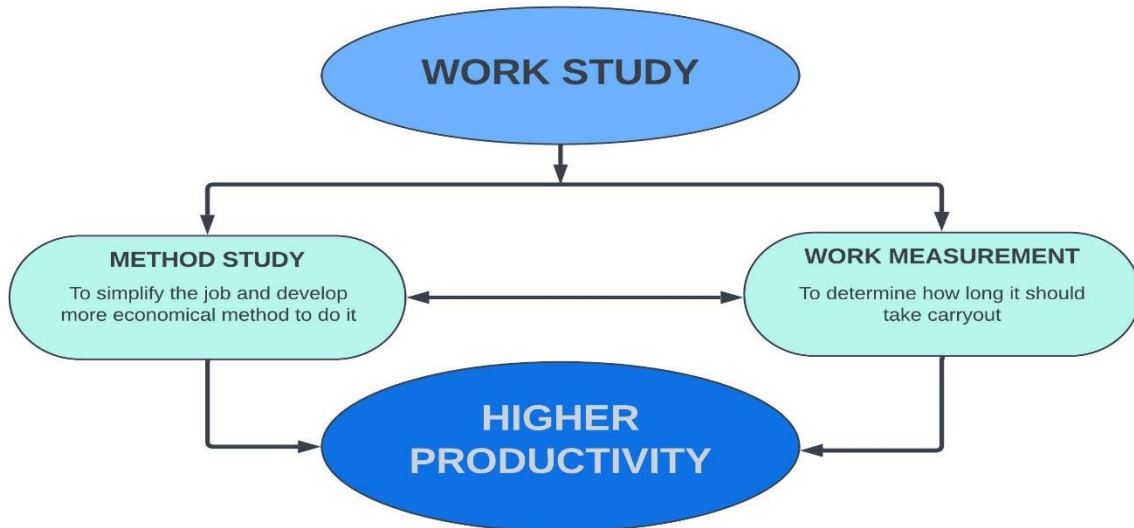 WORK STUDY
METHOD STUDY
To simplify the job and develop
more economical method to do it
WORK MEASUREMENT
To determine how long it should
take carryout
HIGHER
PRODUCTIVITY